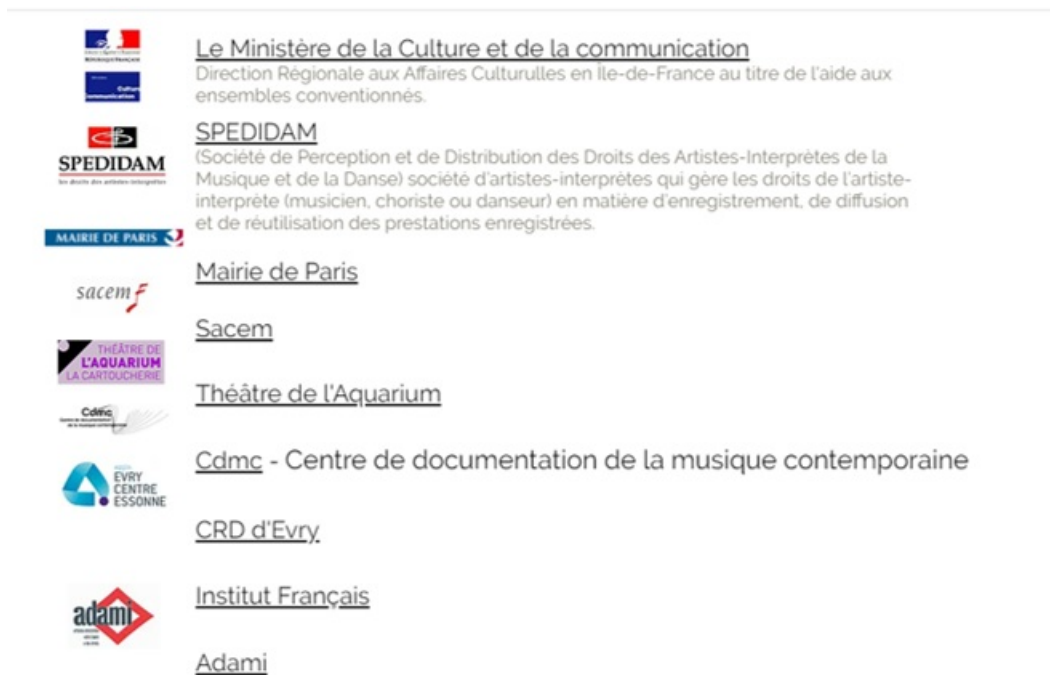 Le Ministère de la Culture et de la communication
Direction Régionale aux Affaires Culturulles en Île-de-France au titre de l'aide aux
ensembles conventionnés.
SPEDIDAM
SPEDIDAM
les droits des artistes-interprètes
(Société de Perception et de Distribution des Droits des Artistes-Interprètes de la
Musique et de la Danse) société d'artistes-interprètes qui gère les droits de l'artiste-
interprète (musicien, choriste ou danseur) en matière d'enregistrement, de diffusion
et de réutilisation des prestations enregistrées.
MAIRIE DE PARIS
Mairie de Paris
sacem
Sacem
THÉÂTRE DE
L'AQUARIUM
LA CARTOUCHERIE
Théâtre de l'Aquarium
Cdmc
Cdmc - Centre de documentation de la musique contemporaine
EVRY
CENTRE
ESSONNE
CRD d'Evry
Institut Français
adami
Adami